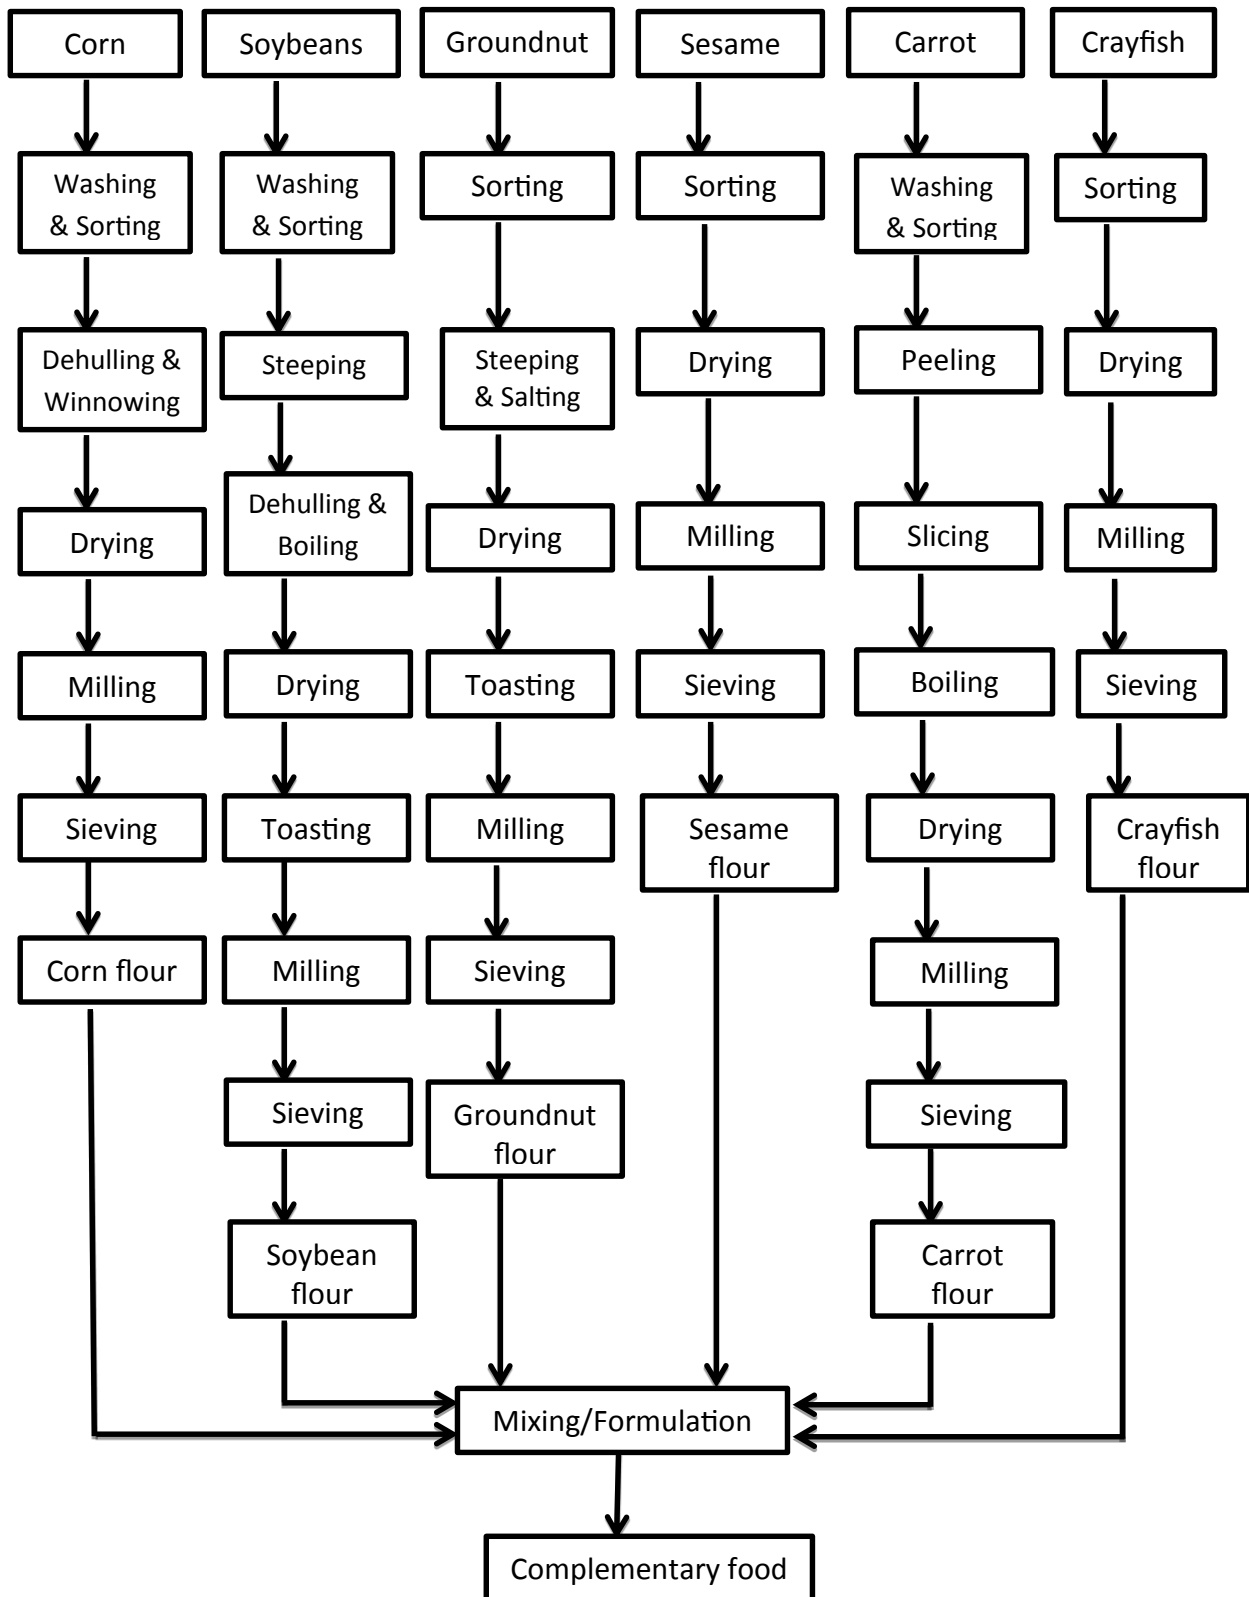 Corn
Soybeans
Groundnut
Sesame
Carrot
Crayfish
Washing
& Sorting
Washing
& Sorting
Sorting
Sorting
Washing
& Sorting
Sorting
Dehulling &
Winnowing
Steeping
Steeping
& Salting
Drying
Peeling
Drying
Drying
Dehulling &
Boiling
Drying
Milling
Slicing
Milling
Milling
Drying
Toasting
Sieving
Boiling
Sieving
Sieving
Toasting
Milling
Sesame
flour
Drying
Crayfish
flour
Corn flour
Milling
Sieving
Milling
Sieving
Groundnut
flour
Sieving
Soybean
flour
Carrot
flour
Mixing/Formulation
Complementary food